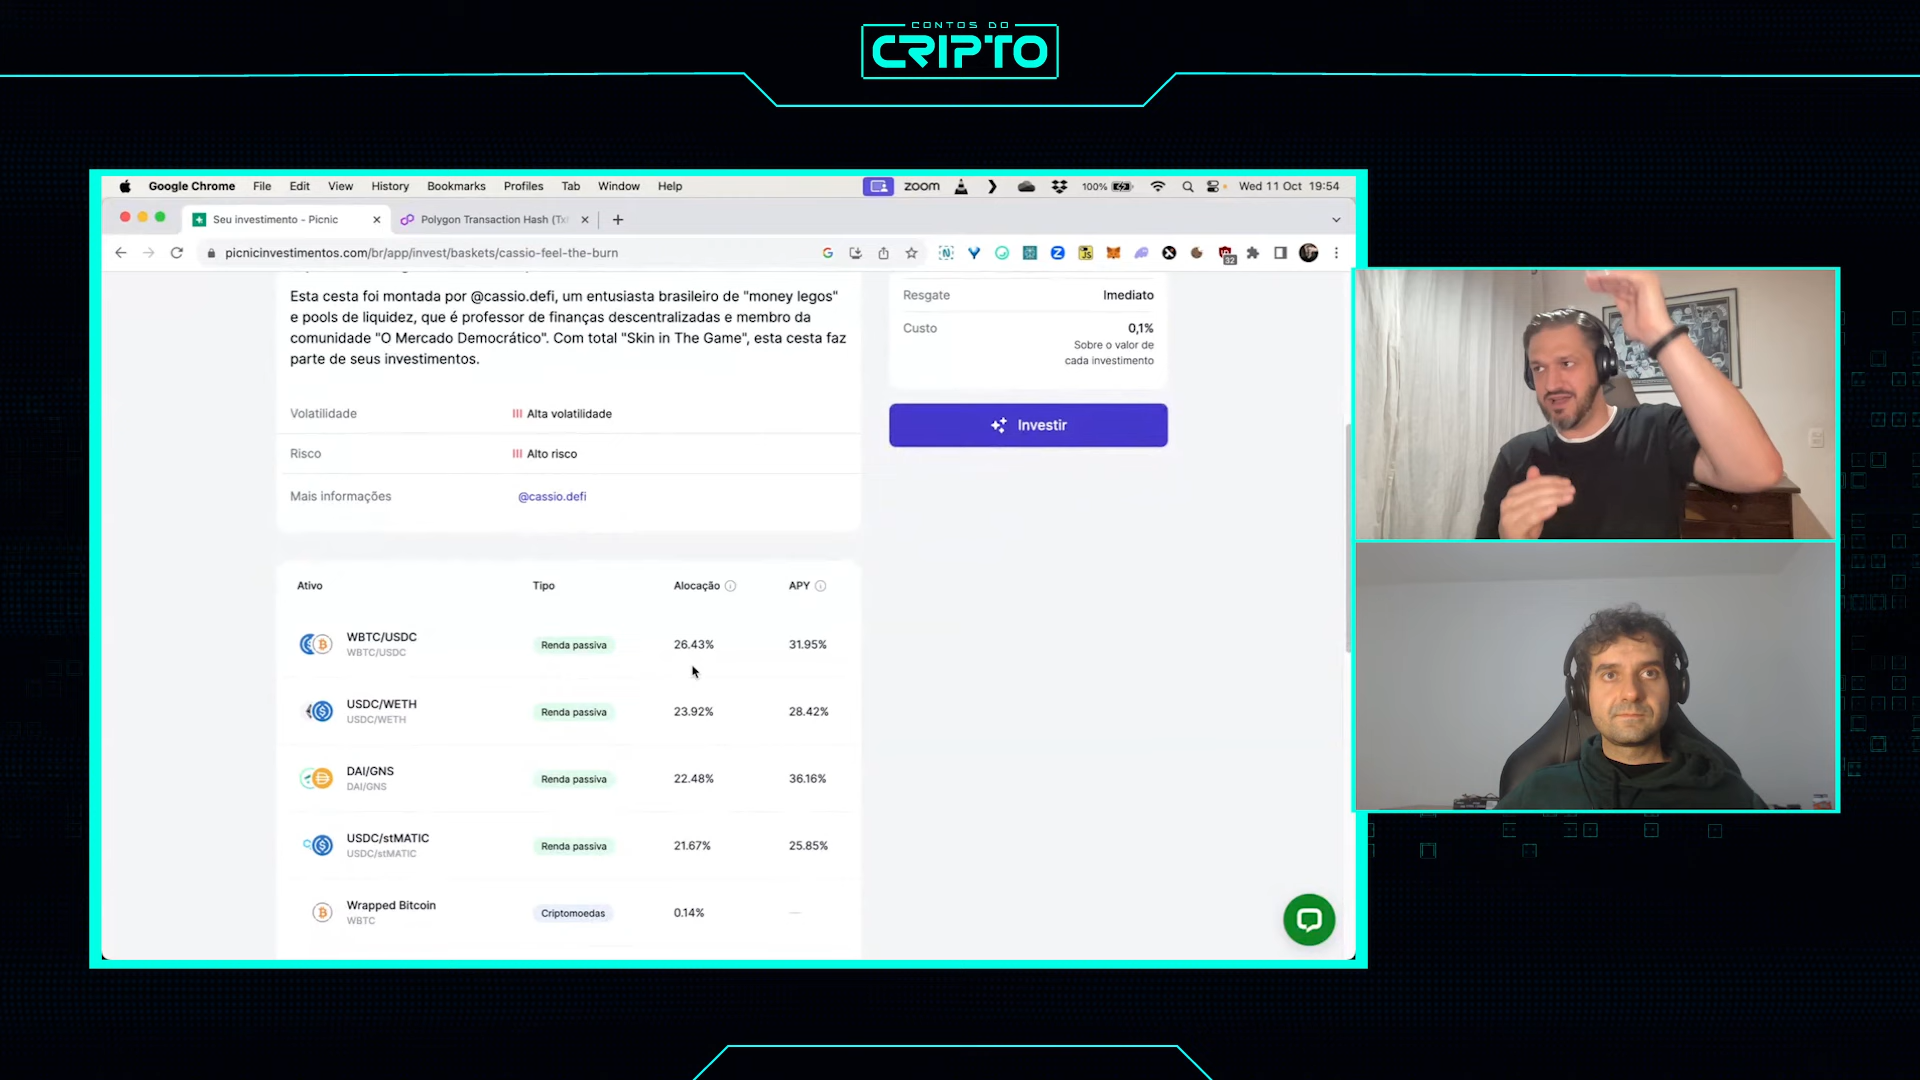 CONTOS DO
CRIPTO
Google Chrome File Edit View History Bookmarks Profiles Tab Window Help
zoom 100% Wed 11 Oct 19:54
Seu investimento - Picnic
Polygon Transaction Hash (Tx
picnicinvestimentos.com/br/app/invest/baskets/cassio-feel-the-burn
32
Esta cesta foi montada por @cassio.defi, um entusiasta brasileiro de "money legos"
e pools de liquidez, que é professor de finanças descentralizadas e membro da
comunidade "O Mercado Democrático". Com total "Skin in The Game", esta cesta faz
parte de seus investimentos.
Volatilidade Alta volatilidade
Risco Alto risco
Mais informações @cassio.defi
Resgate Imediato
Custo 0,1%
Sobre o valor de
cada investimento
Investir
Ativo Tipo Alocação APY
WBTC/USDC Renda passiva 26.43% 31.95%
WBTC/USDC
USDC/WETH Renda passiva 23.92% 28.42%
USDC/WETH
DAI/GNS Renda passiva 22.48% 36.16%
DAI/GNS
USDC/stMATIC Renda passiva 21.67% 25.85%
USDC/stMATIC
Wrapped Bitcoin Criptomoedas 0.14% —
WBTC